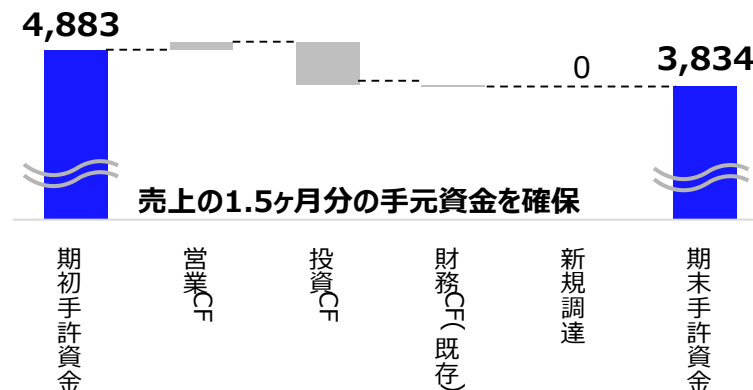 4,883
0
3,834
売上の1.5ヶ月分の手元資金を確保
期初手許資金
営業CF
投資CF
財務CF(既存)
新規調達
期末手許資金